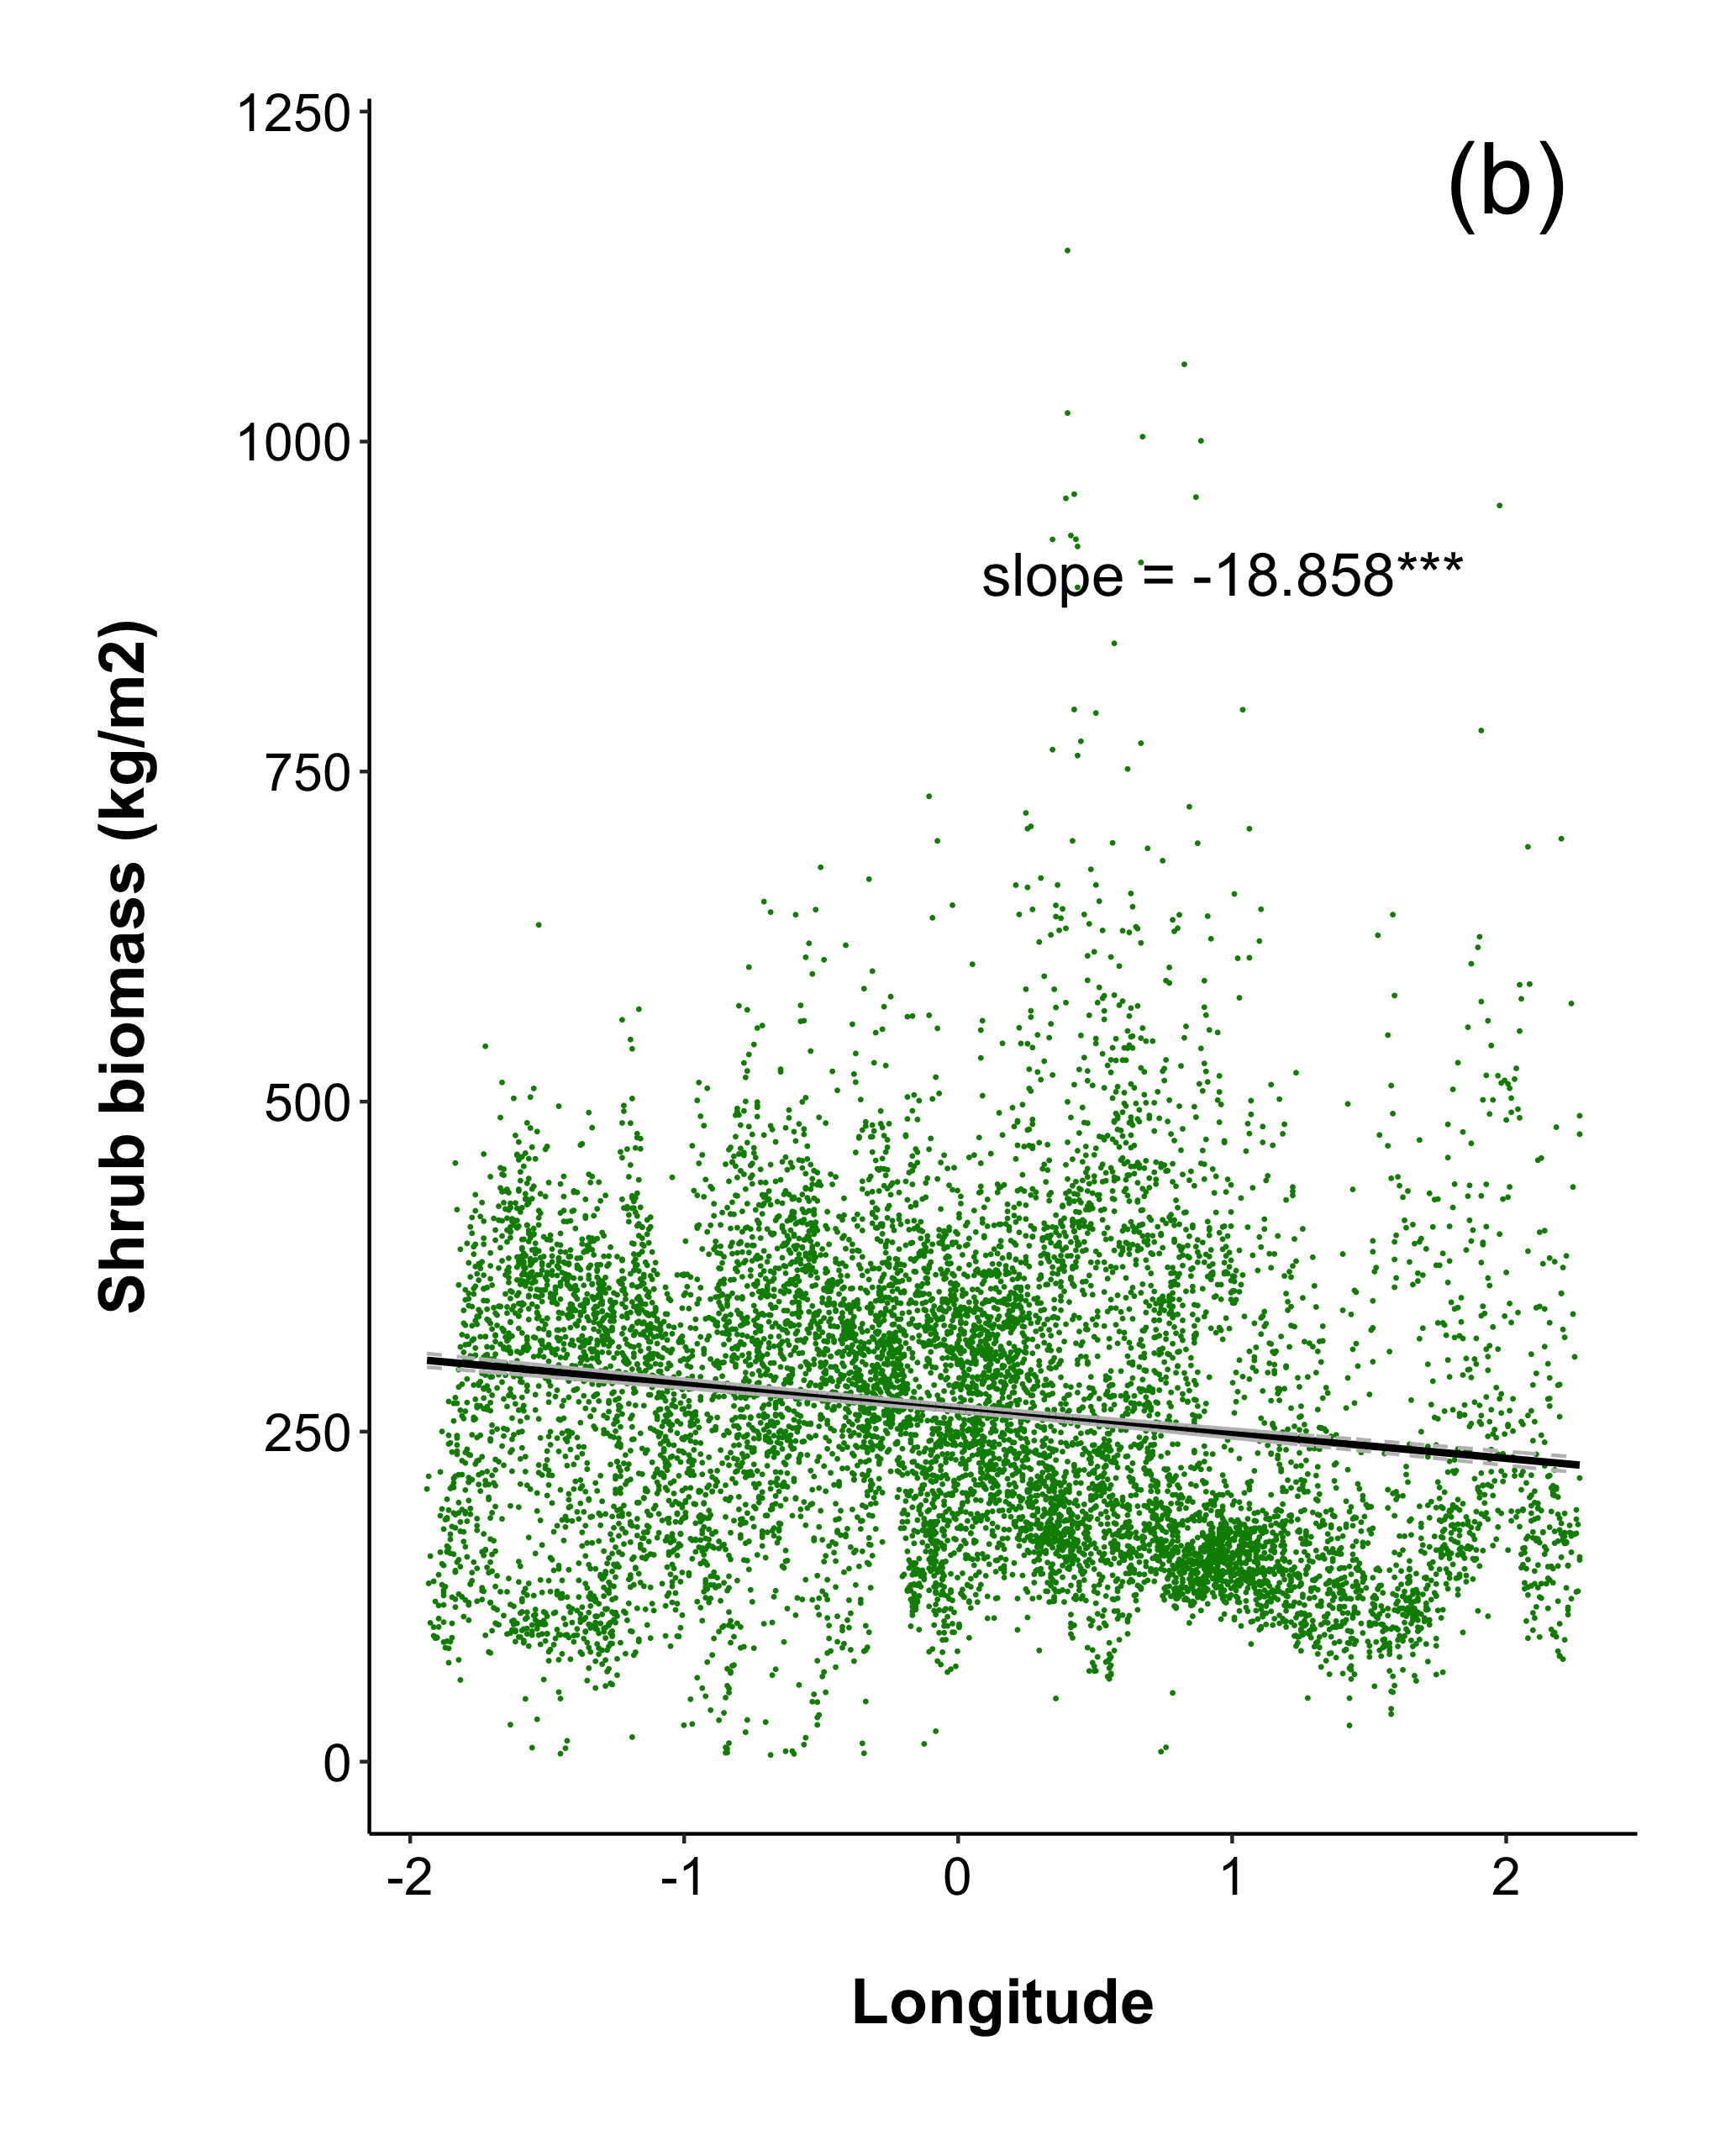 1250
(b)
1000
slope = -18.858***
750
500
250
0
Shrub biomass (kg/m2)
-2 -1 0 1 2
Longitude